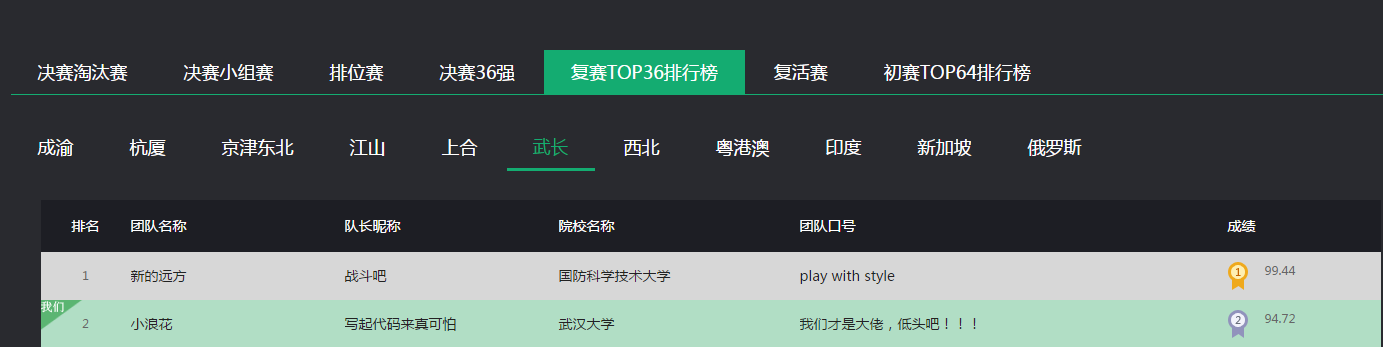 决赛淘汰赛 决赛小组赛 排位赛 决赛36强 复赛TOP36排行榜 复活赛 初赛TOP64排行榜
成渝 杭厦 京津东北 江山 上合 武长 西北 粤港澳 印度 新加坡 俄罗斯
排名 团队名称 队长昵称 院校名称 团队口号 成绩
1 新的远方 战斗吧 国防科学技术大学 play with style 1 99.44
我们
2 小浪花 写起代码来真可怕 武汉大学 我们才是大佬，低头吧！！！ 2 94.72